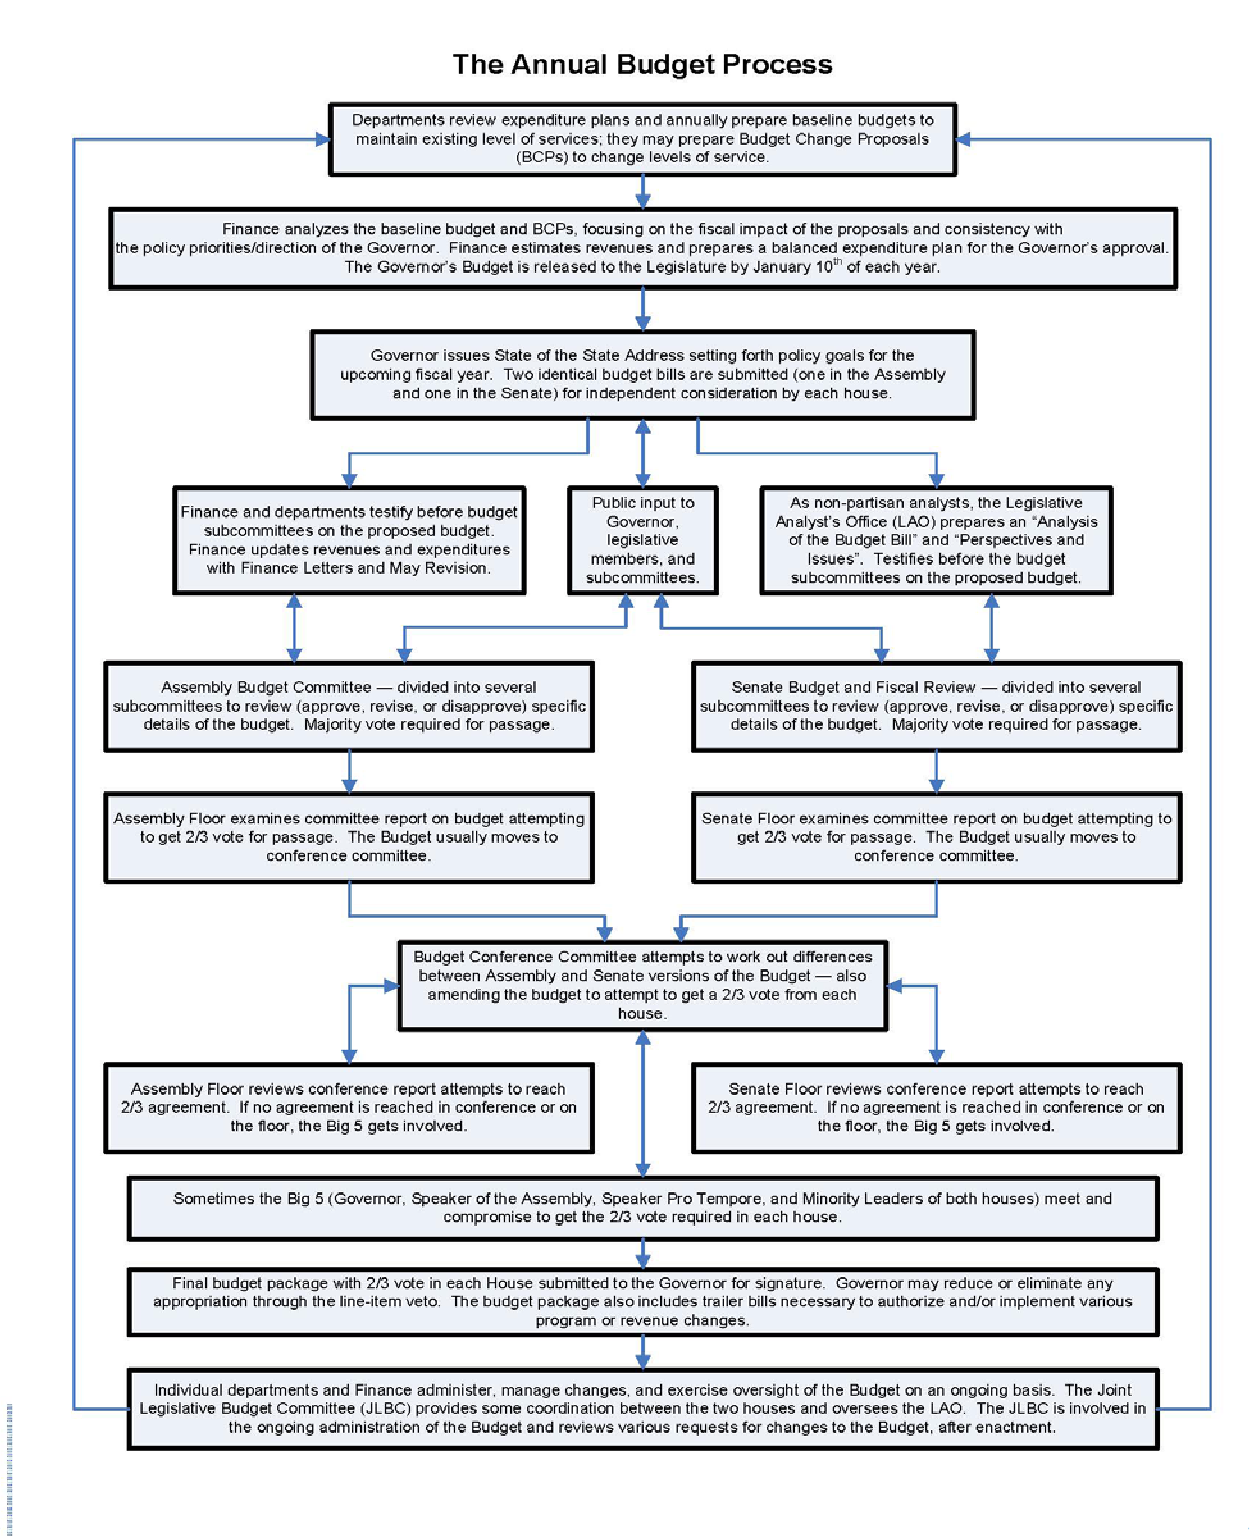 The Annual Budget Process
Departments review expenditure plans and annually prepare baseline budgets to
maintain existing level of services; they may prepare Budget Change Proposals
(BCPs) to change levels of service.
Finance analyzes the baseline budget and BCPs, focusing on the fiscal impact of the proposals and consistency with
the policy priorities/direction of the Governor.  Finance estimates revenues and prepares a balanced expenditure plan for the Governor's approval.
The Governor's Budget is released to the Legislature by January 10th of each year.
Governor issues State of the State Address setting forth policy goals for the
upcoming fiscal year.  Two identical budget bills are submitted (one in the Assembly
and one in the Senate) for independent consideration by each house.
Finance and departments testify before budget
subcommittees on the proposed budget.
Finance updates revenues and expenditures
with Finance Letters and May Revision.
Public input to
Governor,
legislative
members, and
subcommittees.
As non-partisan analysts, the Legislative
Analyst's Office (LAO) prepares an “Analysis
of the Budget Bill” and “Perspectives and
Issues”.  Testifies before the budget
subcommittees on the proposed budget.
Assembly Budget Committee — divided into several
subcommittees to review (approve, revise, or disapprove) specific
details of the budget.  Majority vote required for passage.
Senate Budget and Fiscal Review — divided into several
subcommittees to review (approve, revise, or disapprove) specific
details of the budget.  Majority vote required for passage.
Assembly Floor examines committee report on budget attempting
to get 2/3 vote for passage.  The Budget usually moves to
conference committee.
Senate Floor examines committee report on budget attempting to
get 2/3 vote for passage.  The Budget usually moves to
conference committee.
Budget Conference Committee attempts to work out differences
between Assembly and Senate versions of the Budget — also
amending the budget to attempt to get a 2/3 vote from each
house.
Assembly Floor reviews conference report attempts to reach
2/3 agreement.  If no agreement is reached in conference or on
the floor, the Big 5 gets involved.
Senate Floor reviews conference report attempts to reach
2/3 agreement.  If no agreement is reached in conference or on
the floor, the Big 5 gets involved.
Sometimes the Big 5 (Governor, Speaker of the Assembly, Speaker Pro Tempore, and Minority Leaders of both houses) meet and
compromise to get the 2/3 vote required in each house.
Final budget package with 2/3 vote in each House submitted to the Governor for signature.  Governor may reduce or eliminate any
appropriation through the line-item veto.  The budget package also includes trailer bills necessary to authorize and/or implement various
program or revenue changes.
Individual departments and Finance administer, manage changes, and exercise oversight of the Budget on an ongoing basis.  The Joint
Legislative Budget Committee (JLBC) provides some coordination between the two houses and oversees the LAO.  The JLBC is involved in
the ongoing administration of the Budget and reviews various requests for changes to the Budget, after enactment.